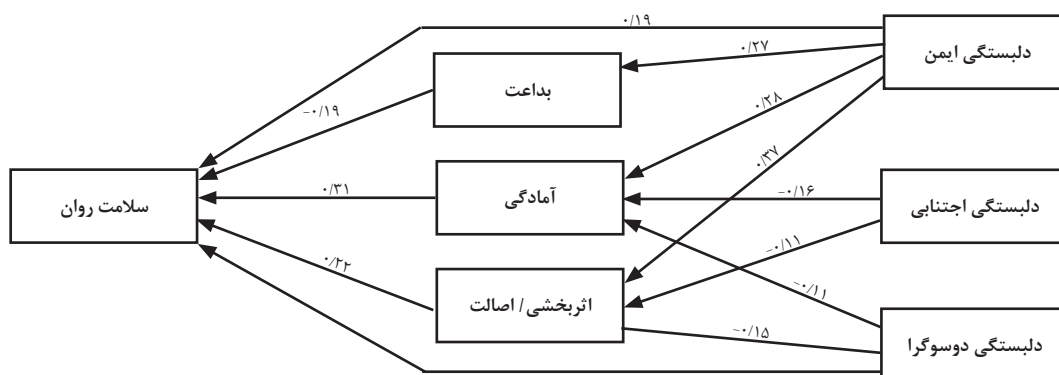 ۰/۱۹
دلبستگی ایمن
۰/۲۷
بداعت
-۰/۱۹
۰/۲۸
۰/۳۷
سلامت روان
۰/۳۱
آمادگی
-۰/۱۶
دلبستگی اجتنابی
-۰/۱۱
۰/۲۲
اثربخشی/ اصالت
-۰/۱۱
-۰/۱۵
دلبستگی دوسوگرا